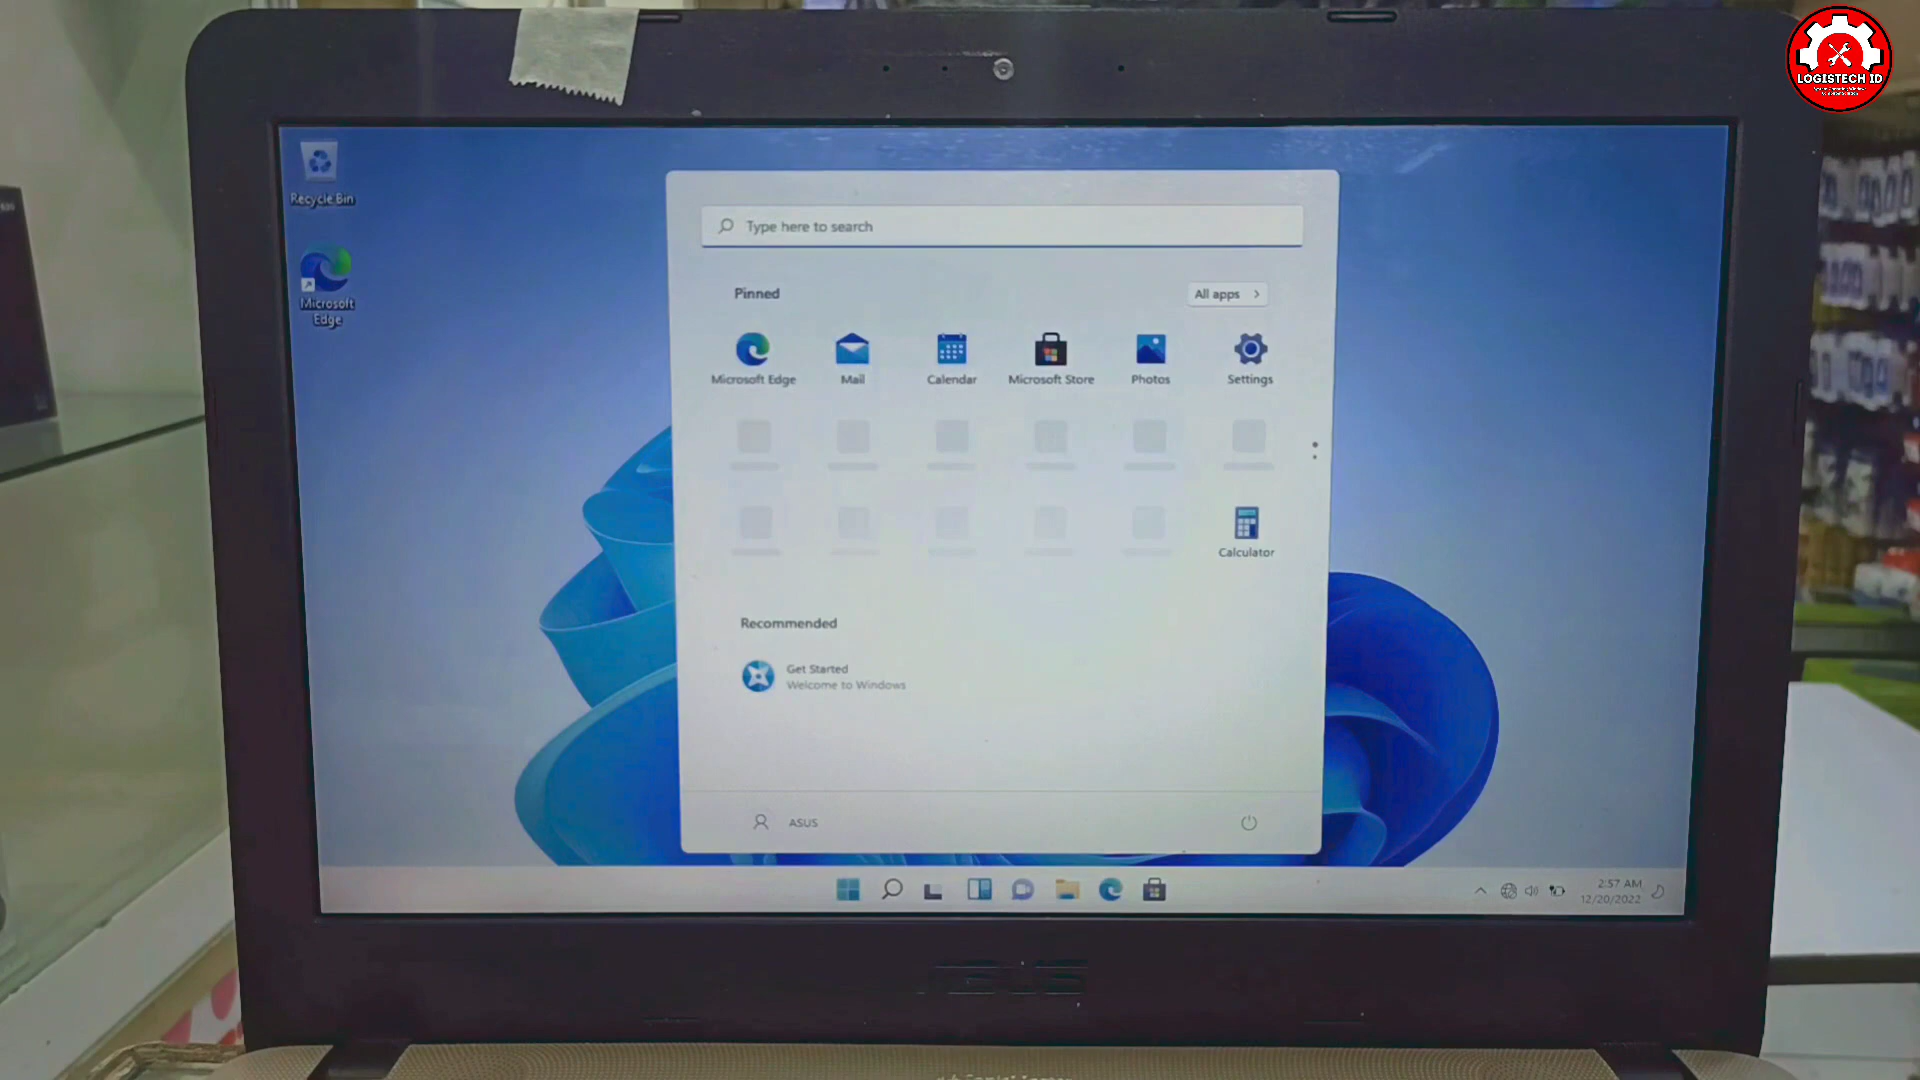 LOGISTECH ID
Recycle Bin
Microsoft
Edge
Type here to search
Pinned
All apps
Microsoft Edge
Mail
Calendar
Microsoft Store
Photos
Settings
Calculator
Recommended
Get Started
Welcome to Windows
ASUS
2:57 AM
12/20/2022
ASUS